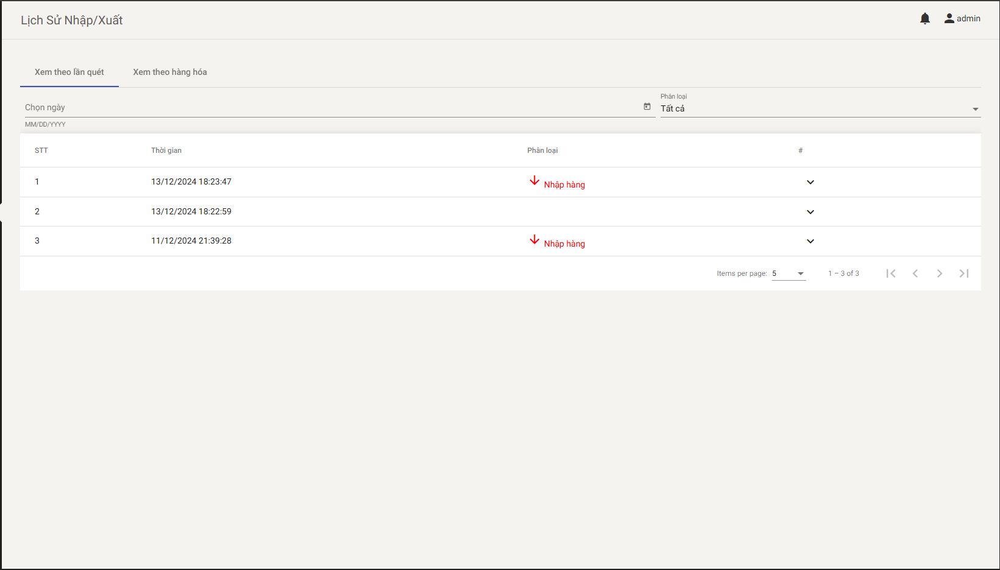 Lịch Sử Nhập/Xuất
admin
Xem theo lần quét Xem theo hàng hóa
Phân loại
Chọn ngày Tất cả
MM/DD/YYYY
STT Thời gian Phân loại #
1 13/12/2024 18:23:47 Nhập hàng
2 13/12/2024 18:22:59
3 11/12/2024 21:39:28 Nhập hàng
Items per page: 5 1 – 3 of 3